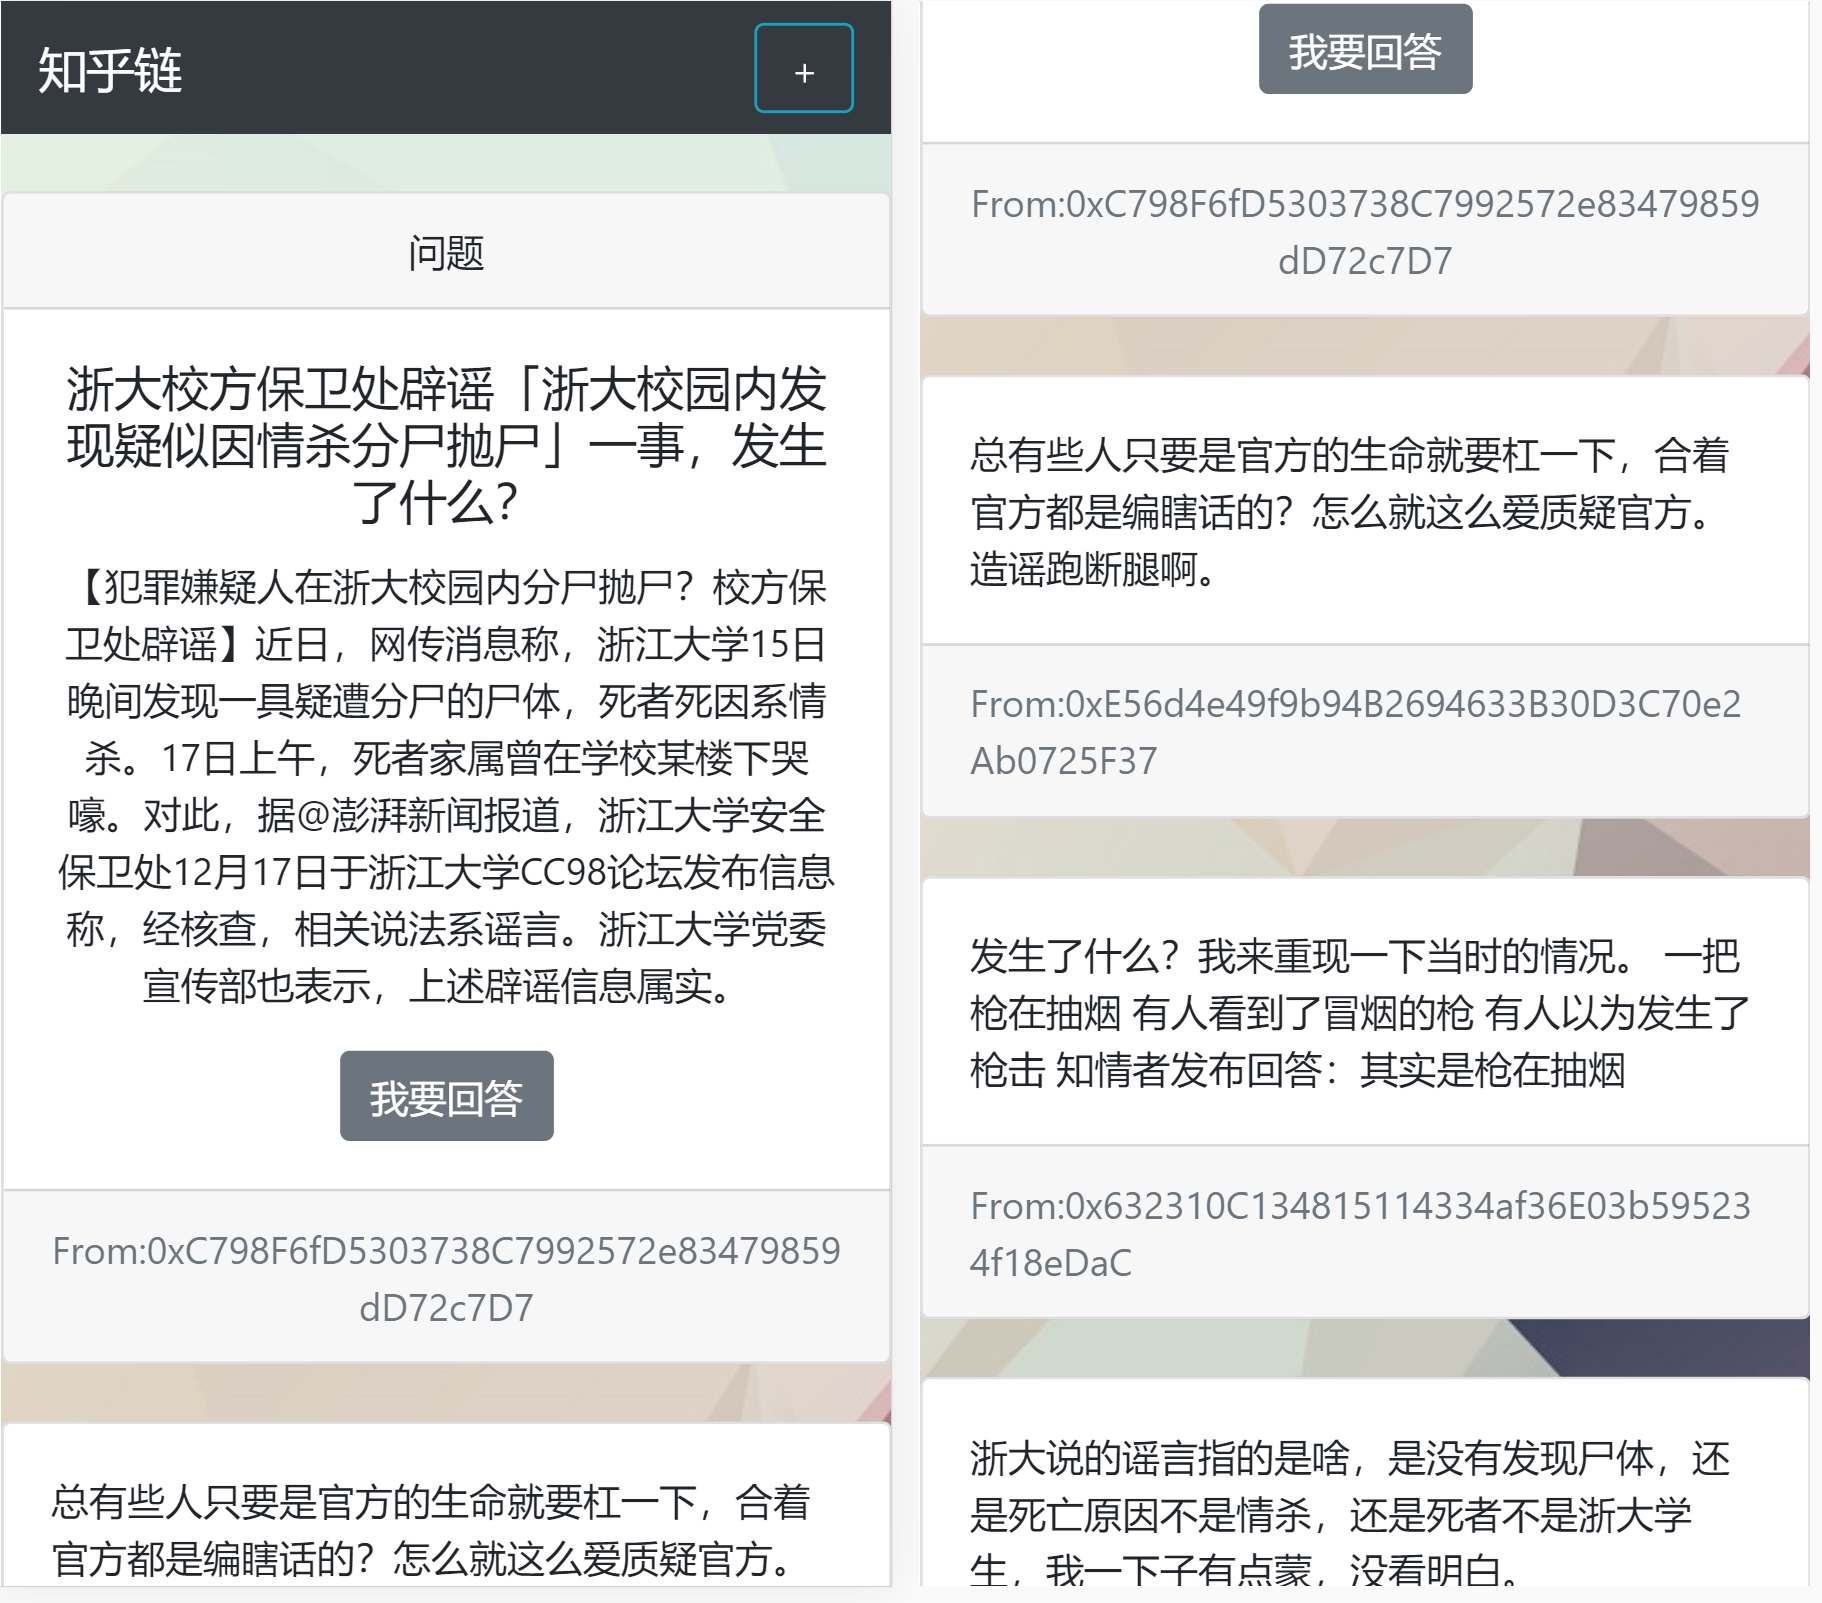 知乎链
+
问题
浙大校方保卫处辟谣「浙大校园内发
现疑似因情杀分尸抛尸」一事，发生
了什么？
【犯罪嫌疑人在浙大校园内分尸抛尸？校方保
卫处辟谣】近日，网传消息称，浙江大学15日
晚间发现一具疑遭分尸的尸体，死者死因系情
杀。17日上午，死者家属曾在学校某楼下哭
嚎。对此，据@澎湃新闻报道，浙江大学安全
保卫处12月17日于浙江大学CC98论坛发布信息
称，经核查，相关说法系谣言。浙江大学党委
宣传部也表示，上述辟谣信息属实。
我要回答
From:0xC798F6fD5303738C7992572e83479859
dD72c7D7
总有些人只要是官方的生命就要杠一下，合着
官方都是编瞎话的？怎么就这么爱质疑官方。
我要回答
From:0xC798F6fD5303738C7992572e83479859
dD72c7D7
总有些人只要是官方的生命就要杠一下，合着
官方都是编瞎话的？怎么就这么爱质疑官方。
造谣跑断腿啊。
From:0xE56d4e49f9b94B2694633B30D3C70e2
Ab0725F37
发生了什么？我来重现一下当时的情况。 一把
枪在抽烟 有人看到了冒烟的枪 有人以为发生了
枪击 知情者发布回答：其实是枪在抽烟
From:0x632310C134815114334af36E03b59523
4f18eDaC
浙大说的谣言指的是啥，是没有发现尸体，还
是死亡原因不是情杀，还是死者不是浙大学
生，我一下子有点蒙，没看明白。